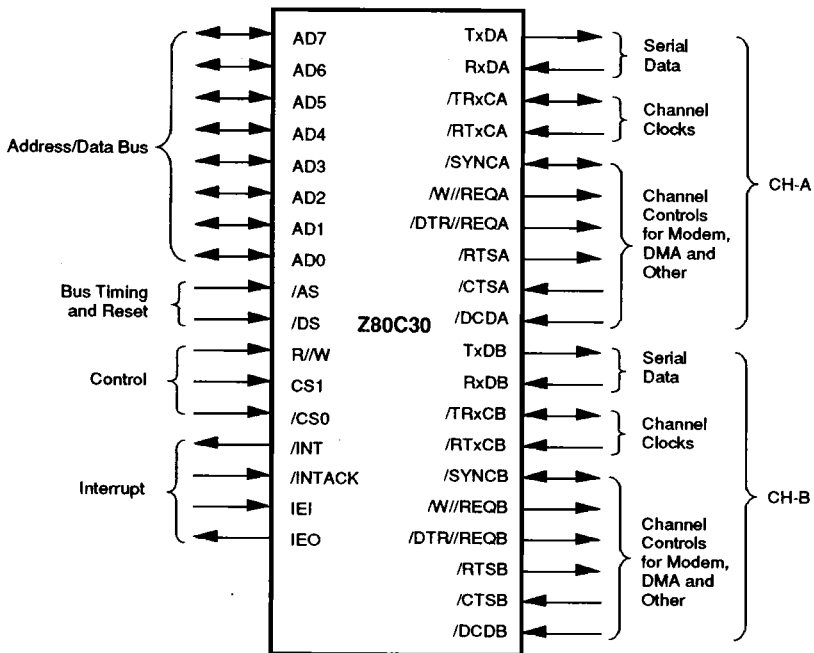 Address/Data Bus
Bus Timing
and Reset
Control
Interrupt
AD7
AD6
AD5
AD4
AD3
AD2
AD1
AD0
/AS
/DS
R//W
CS1
/CS0
/INT
/INTACK
IEI
IEO
Z80C30
TxDA
RxDA
/TRxCA
/RTxCA
/SYNCA
/W//REQA
/DTR//REQA
/RTSA
/CTSA
/DCDA
TxDB
RxDB
/TRxCB
/RTxCB
/SYNCB
/W//REQB
/DTR//REQB
/RTSB
/CTSB
/DCDB
Serial
Data
Channel
Clocks
Channel
Controls
for Modem,
DMA and
Other
CH-A
Serial
Data
Channel
Clocks
Channel
Controls
for Modem,
DMA and
Other
CH-B